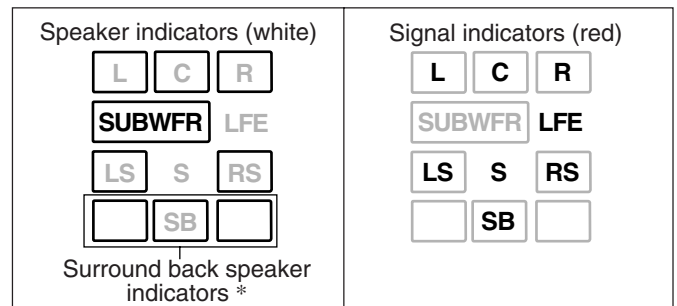 Speaker indicators (white)
L C R
SUBWFR LFE
LS S RS
SB
Surround back speaker
indicators *
Signal indicators (red)
L C R
SUBWFR LFE
LS S RS
SB